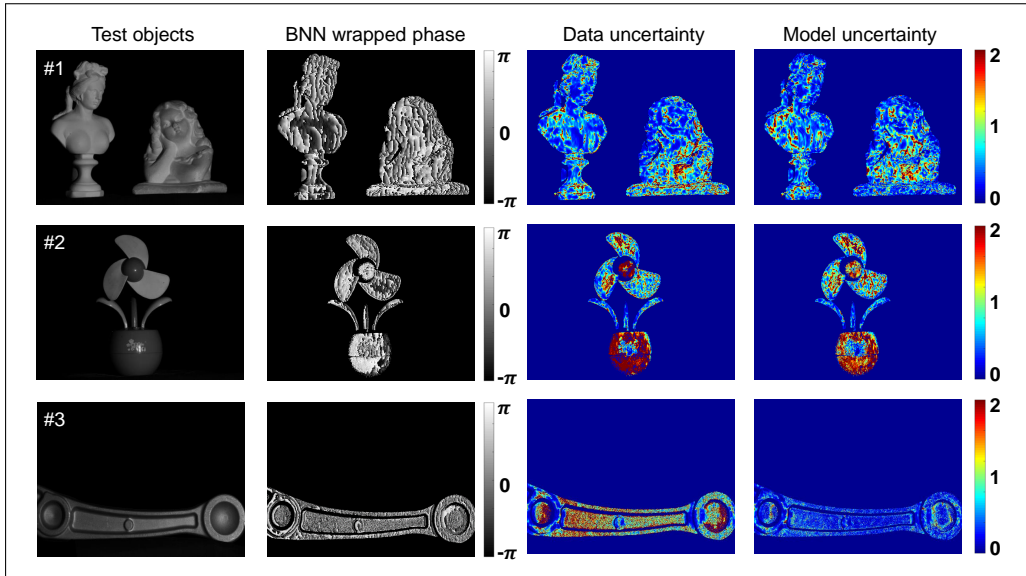 Test objects BNN wrapped phase Data uncertainty Model uncertainty
#1
π
0
-π
2
1
0
#2
π
0
-π
2
1
0
#3
π
0
-π
2
1
0